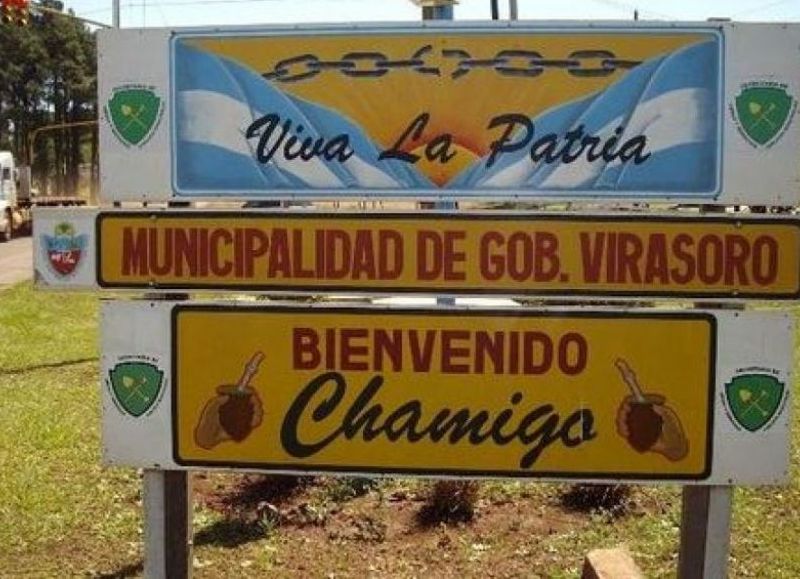 Viva La Patria
MUNICIPALIDAD DE GOB. VIRASORO
BIENVENIDO
Chamigo